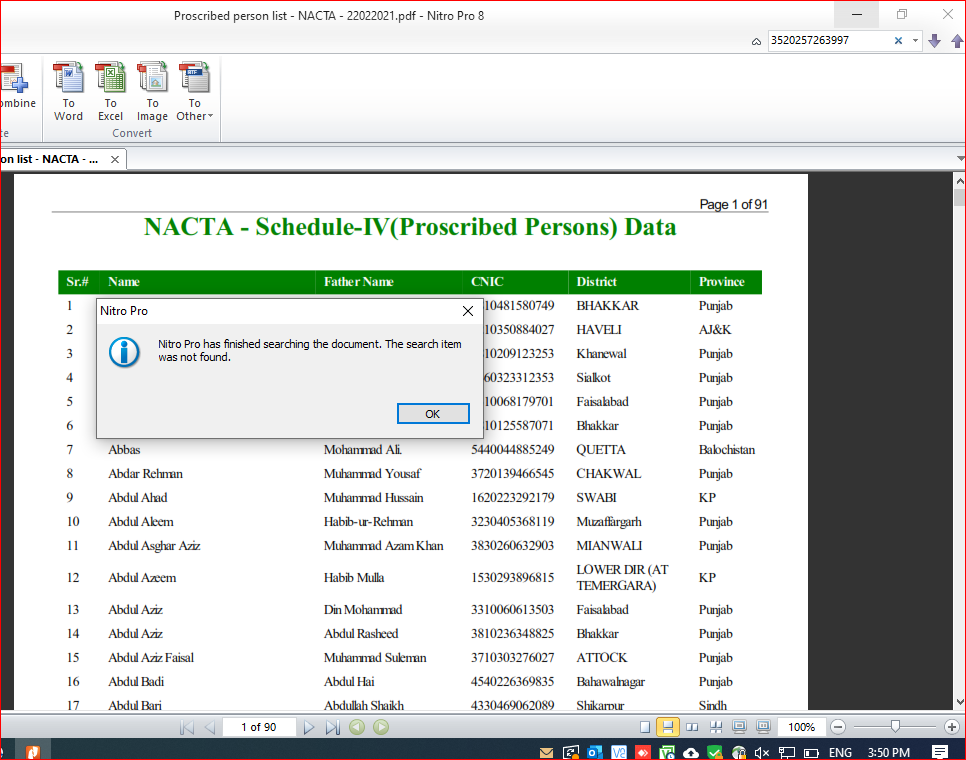 Proscribed person list - NACTA - 22022021.pdf - Nitro Pro 8
3520257263997
ombine
To Word
To Excel
To Image
To Other
ce
Convert
on list - NACTA - ...
Page 1 of 91
NACTA - Schedule-IV(Proscribed Persons) Data
Sr.# Name Father Name CNIC District Province
1 10481580749 BHAKKAR Punjab
2 10350884027 HAVELI AJ&K
3 10209123253 Khanewal Punjab
4 60323312353 Sialkot Punjab
5 10068179701 Faisalabad Punjab
6 10125587071 Bhakkar Punjab
Nitro Pro
Nitro Pro has finished searching the document. The search item
was not found.
OK
7 Abbas Mohammad Ali. 5440044885249 QUETTA Balochistan
8 Abdar Rehman Muhammad Yousaf 3720139466545 CHAKWAL Punjab
9 Abdul Ahad Muhammad Hussain 1620223292179 SWABI KP
10 Abdul Aleem Habib-ur-Rehman 3230405368119 Muzaffargarh Punjab
11 Abdul Asghar Aziz Muhammad Azam Khan 3830260632903 MIANWALI Punjab
12 Abdul Azeem Habib Mulla 1530293896815 LOWER DIR (AT TEMERGARA) KP
13 Abdul Aziz Din Mohammad 3310060613503 Faisalabad Punjab
14 Abdul Aziz Abdul Rasheed 3810236348825 Bhakkar Punjab
15 Abdul Aziz Faisal Muhammad Suleman 3710303276027 ATTOCK Punjab
16 Abdul Badi Abdul Hai 4540226369835 Bahawalnagar Punjab
17 Abdul Bari Abdullah Shaikh 4330469062089 Shikarpur Sindh
1 of 90
100%
ENG 3:50 PM